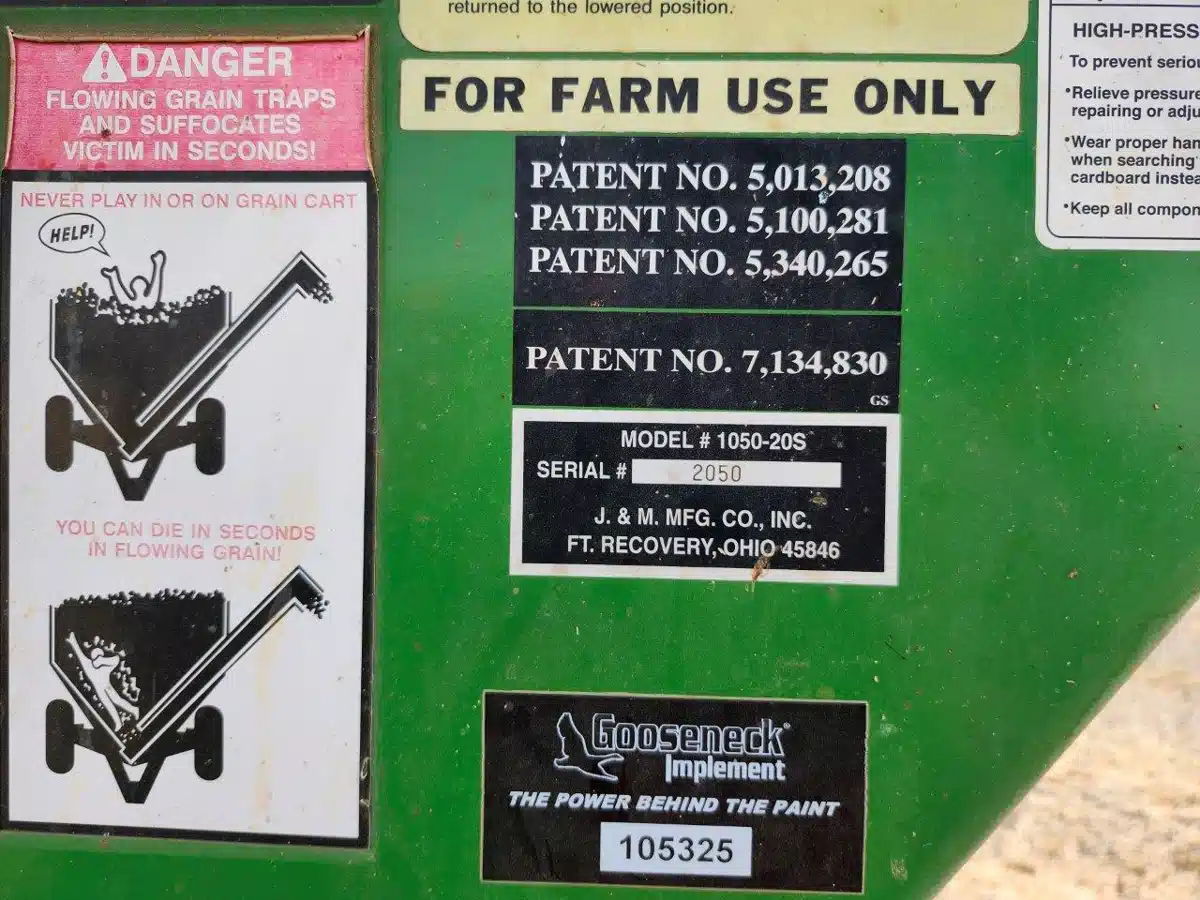 returned to the lowered position.
DANGER
FLOWING GRAIN TRAPS
AND SUFFOCATES
VICTIM IN SECONDS!
NEVER PLAY IN OR ON GRAIN CART
HELP!
YOU CAN DIE IN SECONDS
IN FLOWING GRAIN!
FOR FARM USE ONLY
PATENT NO. 5,013,208
PATENT NO. 5,100,281
PATENT NO. 5,340,265
PATENT NO. 7,134,830
GS
MODEL # 1050-20S
SERIAL # 2050
J. & M. MFG. CO., INC.
FT. RECOVERY, OHIO 45846
Gooseneck®
Implement
THE POWER BEHIND THE PAINT
105325
HIGH-PRESS
To prevent seriou
•Relieve pressure
repairing or adju
•Wear proper han
when searching
cardboard instea
•Keep all compon